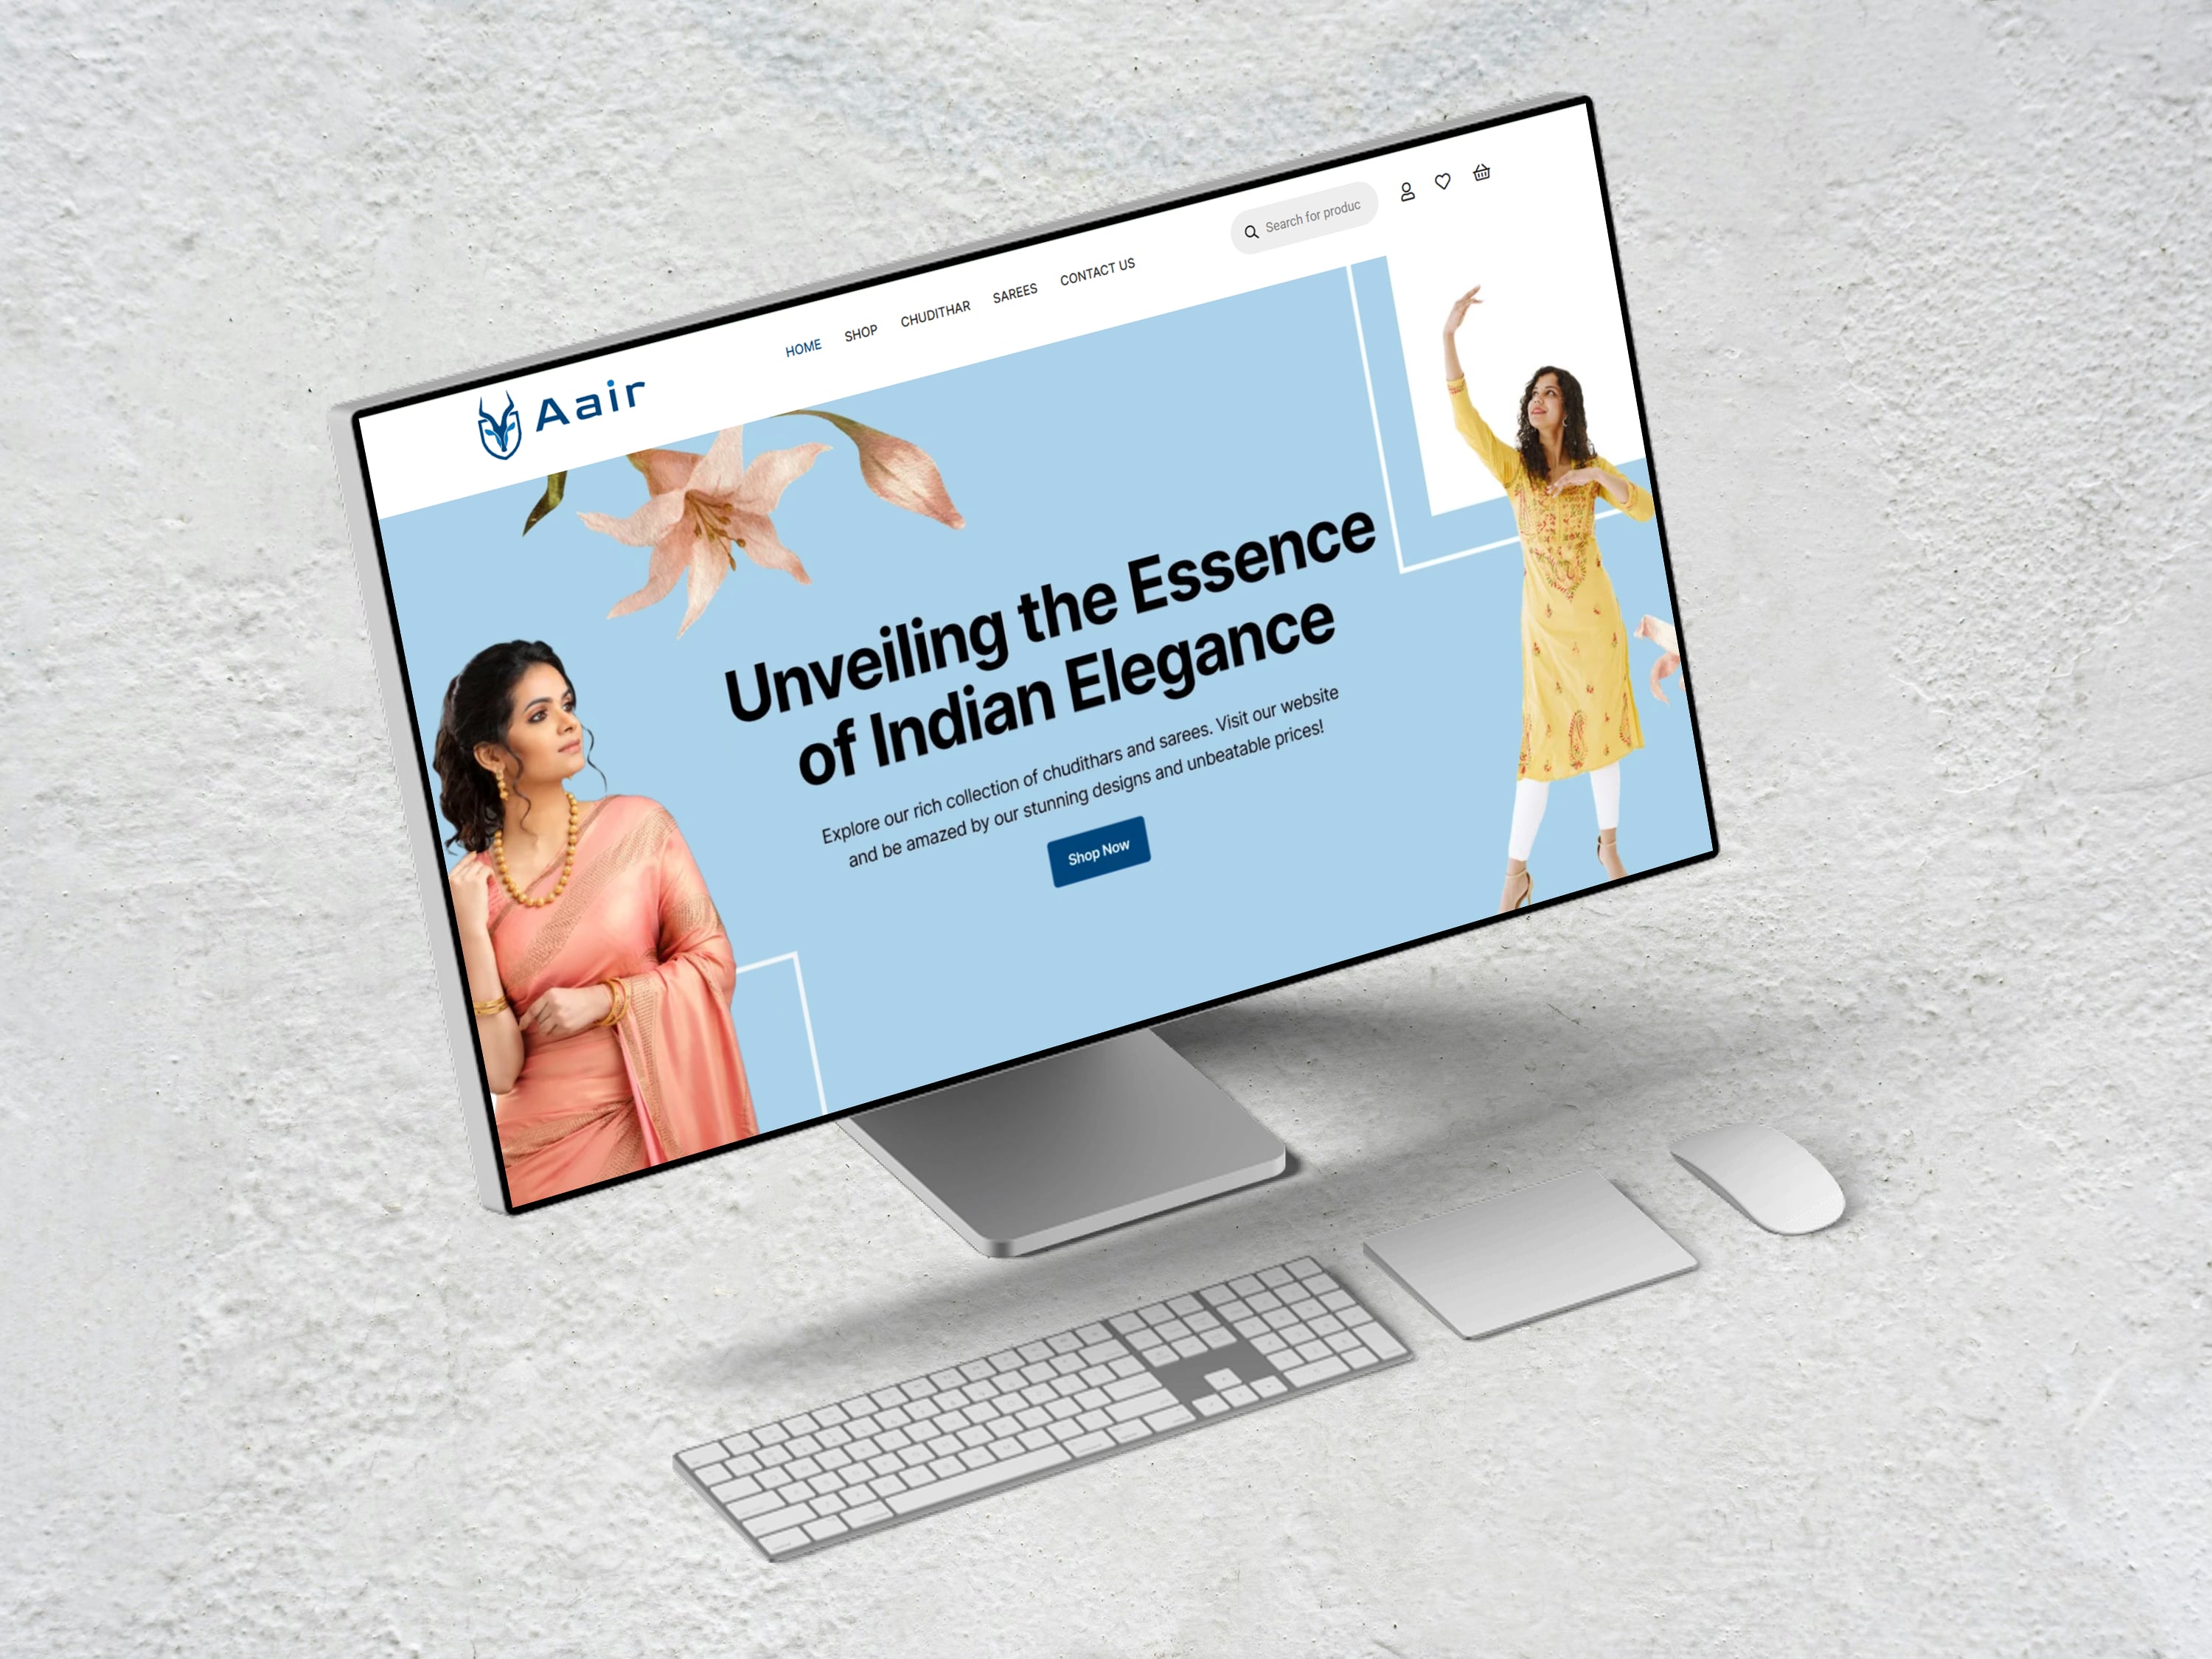 Aair
HOME SHOP CHUDITHAR SAREES CONTACT US
Search for produc
Unveiling the Essence
of Indian Elegance
Explore our rich collection of chudithars and sarees. Visit our website
and be amazed by our stunning designs and unbeatable prices!
Shop Now